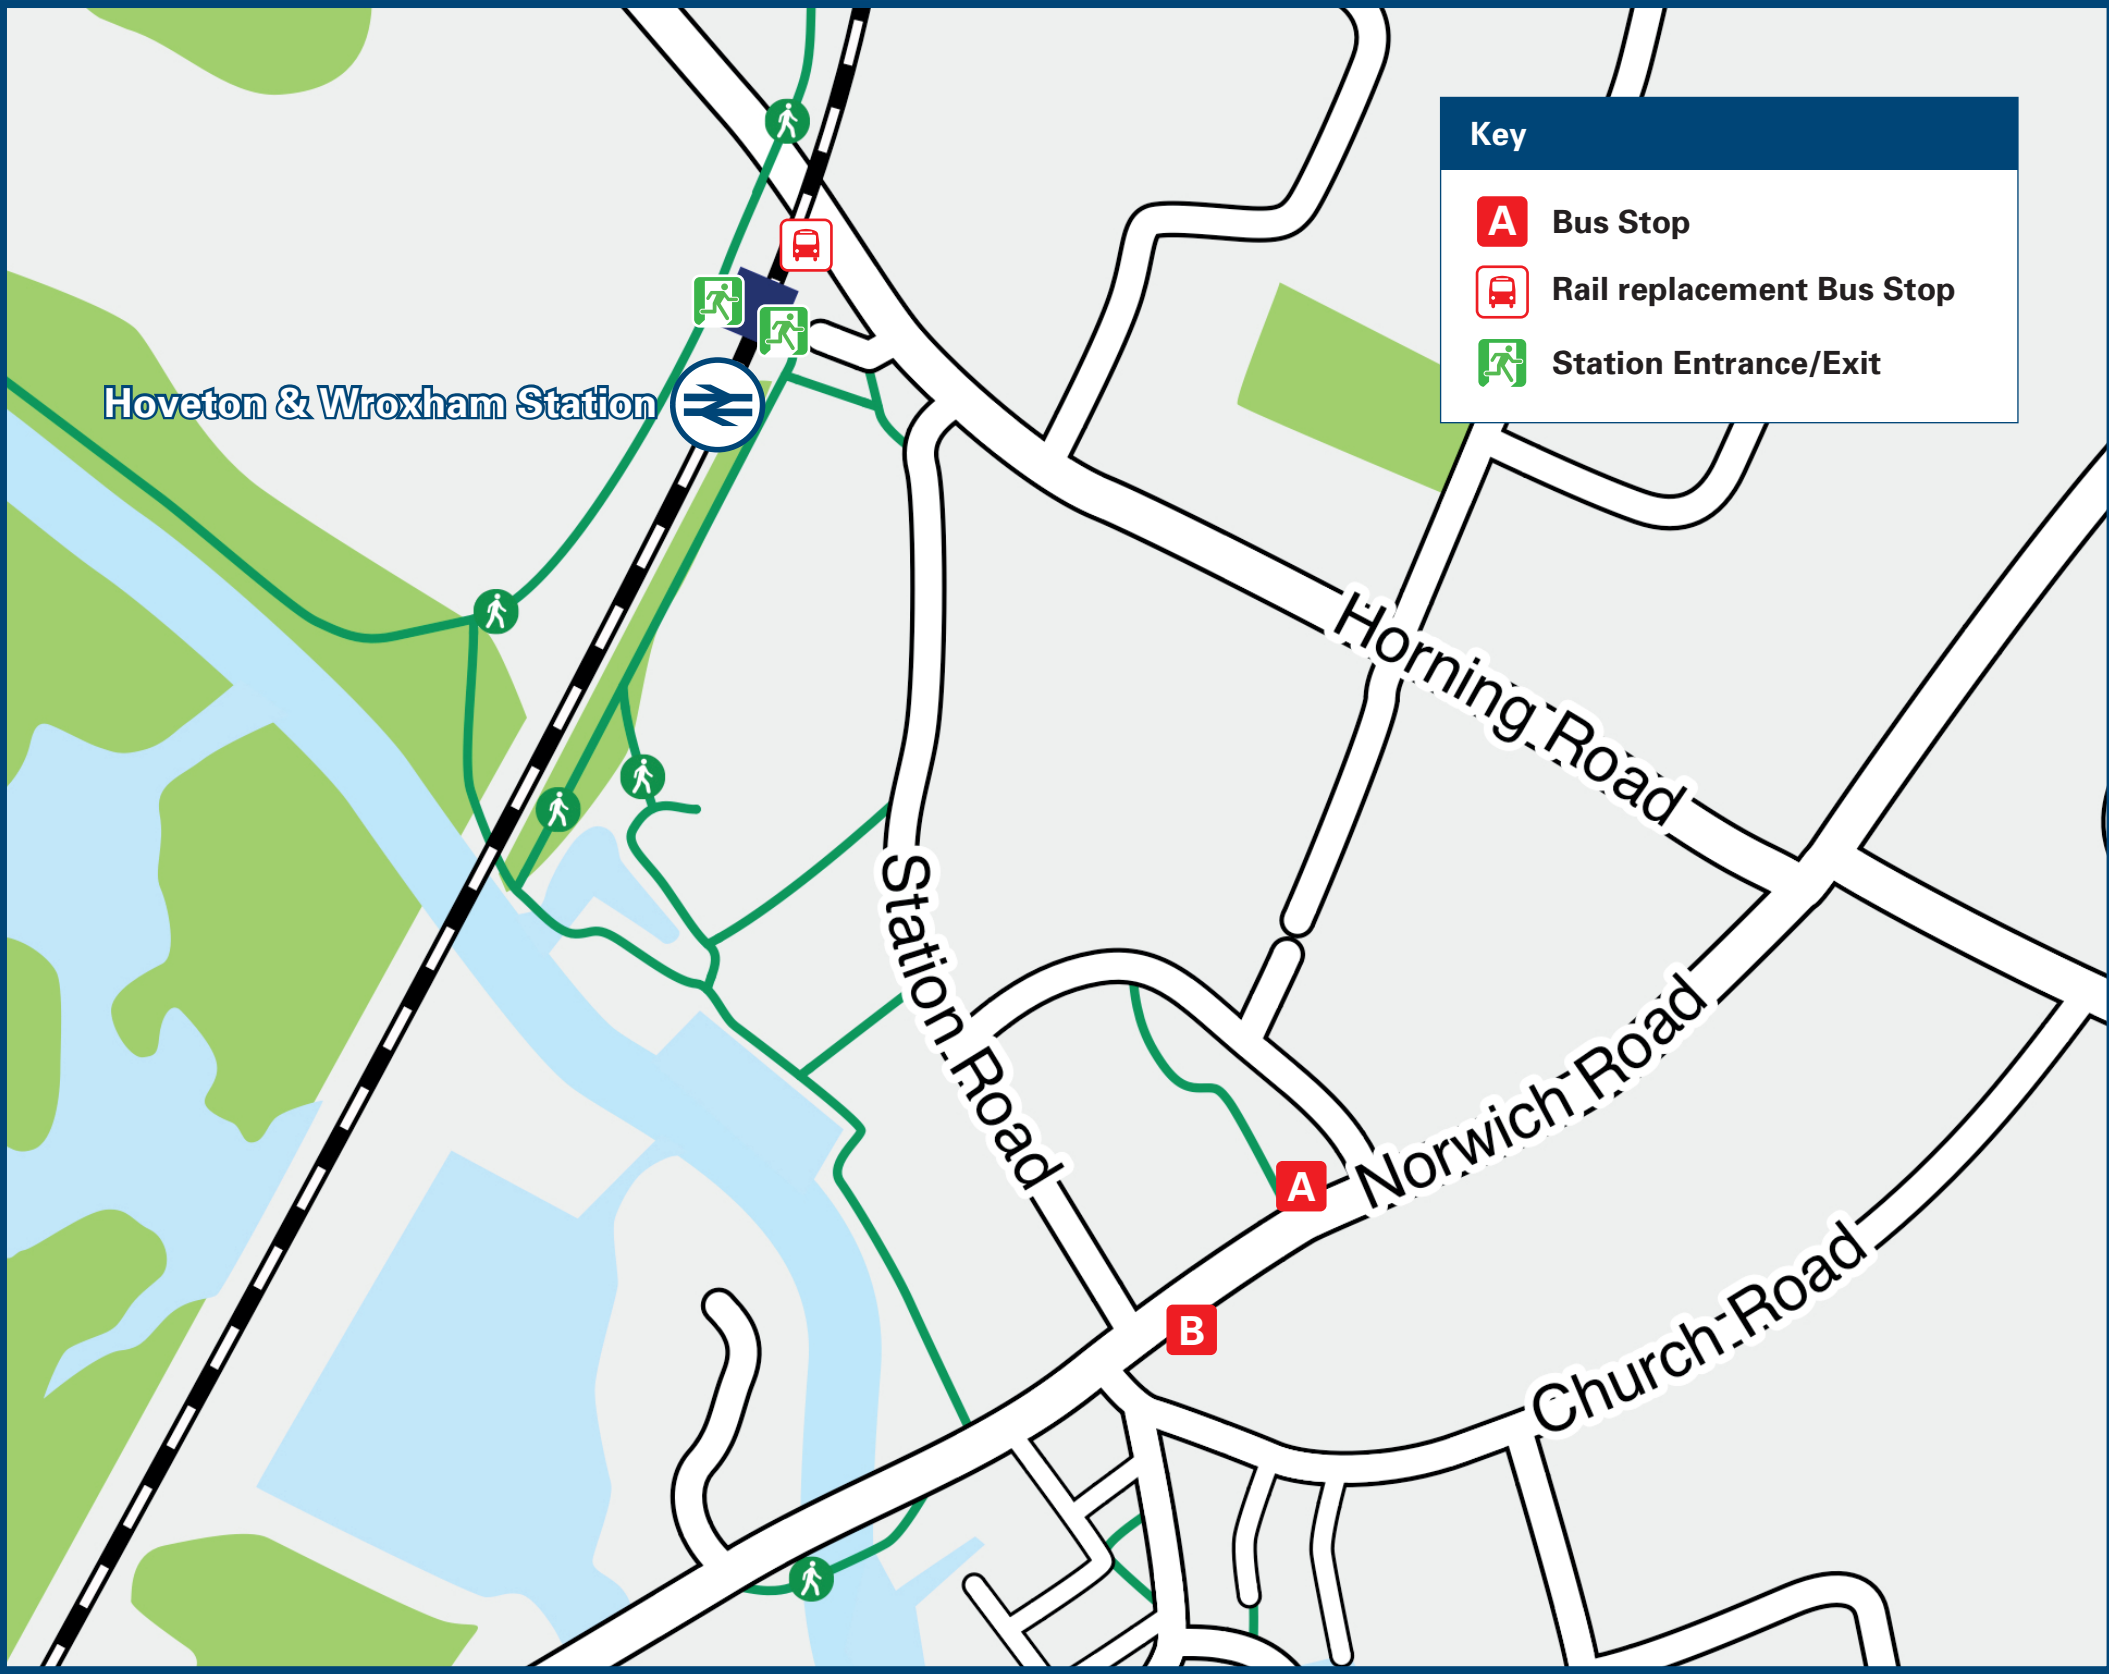 Key
A Bus Stop
Rail replacement Bus Stop
Station Entrance/Exit
Hoveton & Wroxham Station
Horning Road
Station Road
Norwich Road
A
B
Church Road